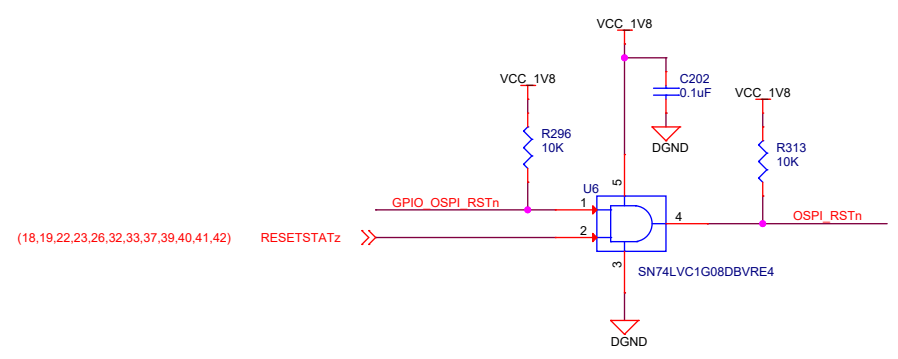 VCC_1V8
VCC_1V8
C202
0.1uF
VCC_1V8
DGND
R296
10K
R313
10K
5
U6
GPIO_OSPI_RSTn
1
4
OSPI_RSTn
(18,19,22,23,26,32,33,37,39,40,41,42)
RESETSTATz
2
3
SN74LVC1G08DBVRE4
DGND